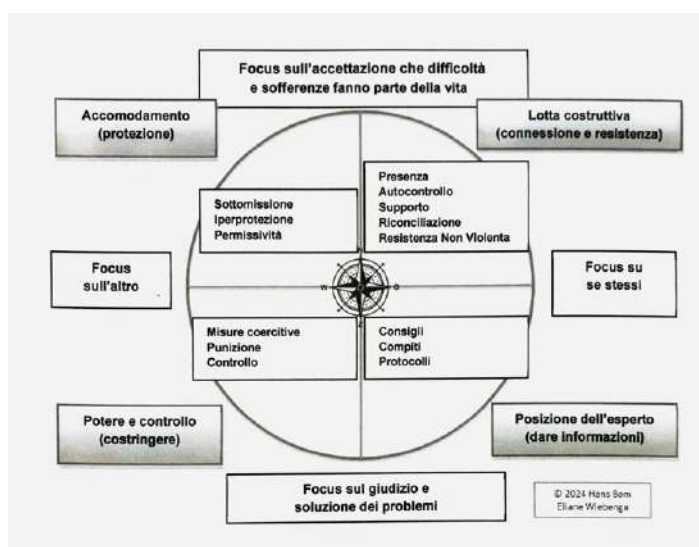 Focus sull'accettazione che difficoltà
e sofferenze fanno parte della vita
Accomodamento
(protezione)
Lotta costruttiva
(connessione e resistenza)
Sottomissione
Iperprotezione
Permissività
Presenza
Autocontrollo
Supporto
Riconciliazione
Resistenza Non Violenta
Focus
sull'altro
Focus su
se stessi
Misure coercitive
Punizione
Controllo
Consigli
Compiti
Protocolli
Potere e controllo
(costringere)
Posizione dell'esperto
(dare informazioni)
Focus sul giudizio e
soluzione dei problemi
© 2024 Hans Bom
Eliane Wiebenga